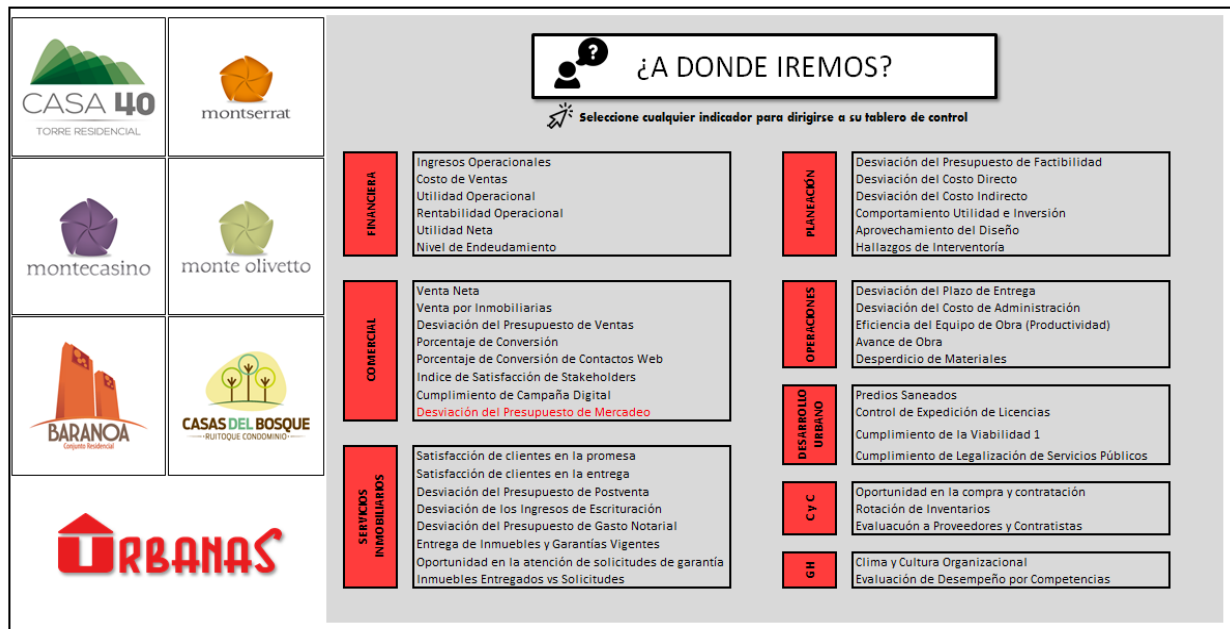 CASA 40
TORRE RESIDENCIAL
montserrat
montecasino
monte olivetto
BARANOA
Conjunto Residencial
CASAS DEL BOSQUE
RUITOQUE CONDOMINIO
URBANAS
?
¿A DONDE IREMOS?
Seleccione cualquier indicador para dirigirse a su tablero de control
FINANCIERA
Ingresos Operacionales
Costo de Ventas
Utilidad Operacional
Rentabilidad Operacional
Utilidad Neta
Nivel de Endeudamiento
COMERCIAL
Venta Neta
Venta por Inmobiliarias
Desviación del Presupuesto de Ventas
Porcentaje de Conversión
Porcentaje de Conversión de Contactos Web
Indice de Satisfacción de Stakeholders
Cumplimiento de Campaña Digital
Desviación del Presupuesto de Mercadeo
SERVICIOS
INMOBILIARIOS
Satisfacción de clientes en la promesa
Satisfacción de clientes en la entrega
Desviación del Presupuesto de Postventa
Desviación de los Ingresos de Escrituración
Desviación del Presupuesto de Gasto Notarial
Entrega de Inmuebles y Garantías Vigentes
Oportunidad en la atención de solicitudes de garantía
Inmuebles Entregados vs Solicitudes
PLANEACIÓN
Desviación del Presupuesto de Factibilidad
Desviación del Costo Directo
Desviación del Costo Indirecto
Comportamiento Utilidad e Inversión
Aprovechamiento del Diseño
Hallazgos de Interventoría
OPERACIONES
Desviación del Plazo de Entrega
Desviación del Costo de Administración
Eficiencia del Equipo de Obra (Productividad)
Avance de Obra
Desperdicio de Materiales
DESARROLLO
URBANO
Predios Saneados
Control de Expedición de Licencias
Cumplimiento de la Viabilidad 1
Cumplimiento de Legalización de Servicios Públicos
C y C
Oportunidad en la compra y contratación
Rotación de Inventarios
Evaluacuón a Proveedores y Contratistas
GH
Clima y Cultura Organizacional
Evaluación de Desempeño por Competencias